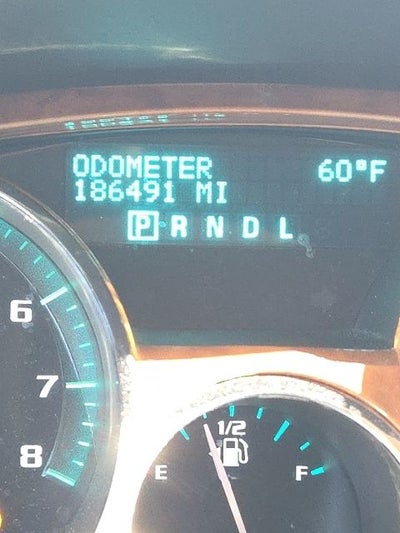 ODOMETER 60°F
186491 MI
P R N D L
6
7
8
1/2
E F